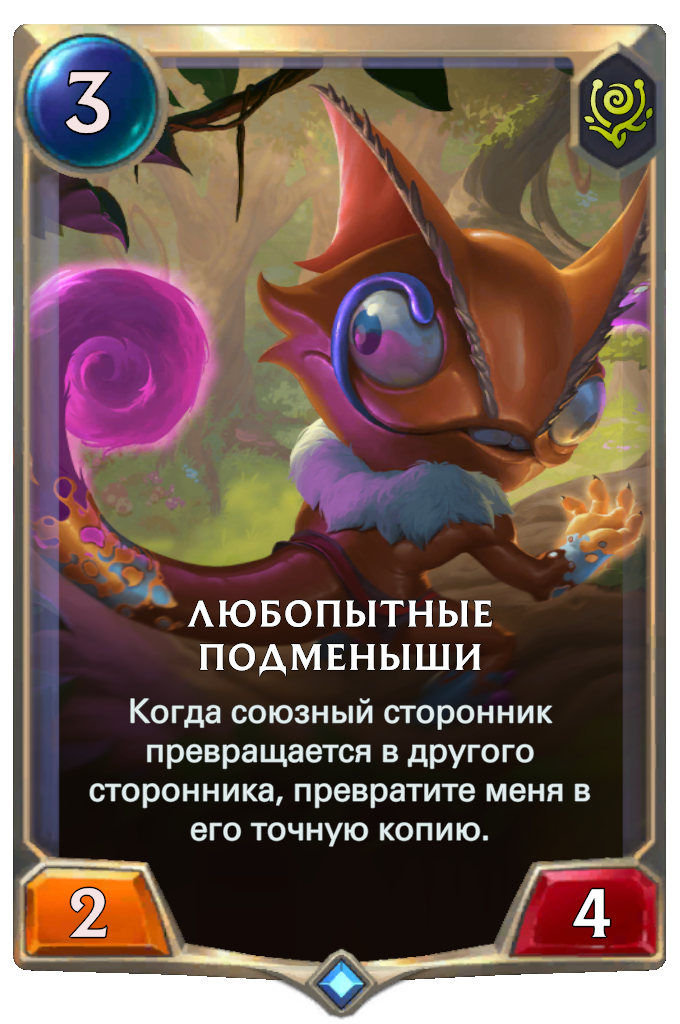 3
ЛЮБОПЫТНЫЕ
ПОДМЕНЫШИ
Когда союзный сторонник
превращается в другого
сторонника, превратите меня в
его точную копию.
2
4